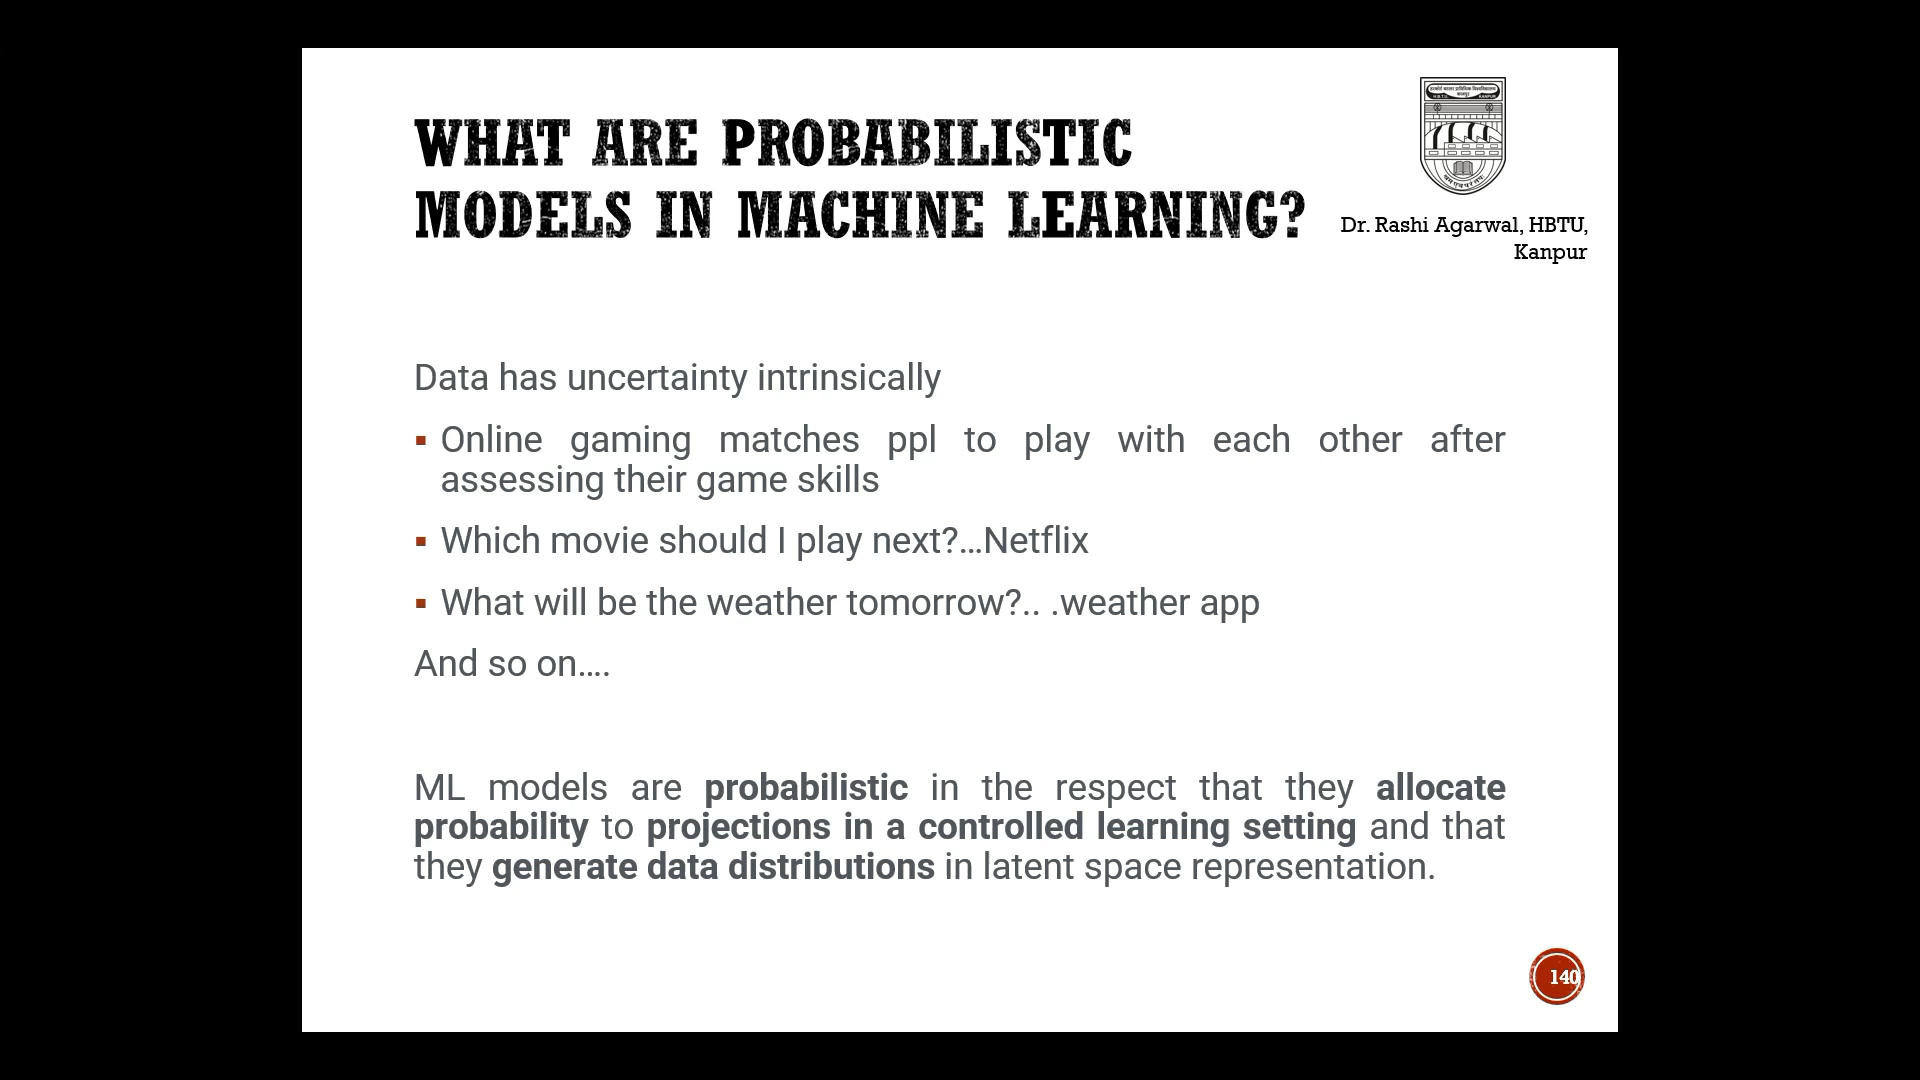 WHAT ARE PROBABILISTIC
MODELS IN MACHINE LEARNING?
Dr. Rashi Agarwal, HBTU,
Kanpur
Data has uncertainty intrinsically
▪ Online gaming matches ppl to play with each other after
assessing their game skills
▪ Which movie should I play next?…Netflix
▪ What will be the weather tomorrow?.. .weather app
And so on….
ML models are probabilistic in the respect that they allocate
probability to projections in a controlled learning setting and that
they generate data distributions in latent space representation.
140